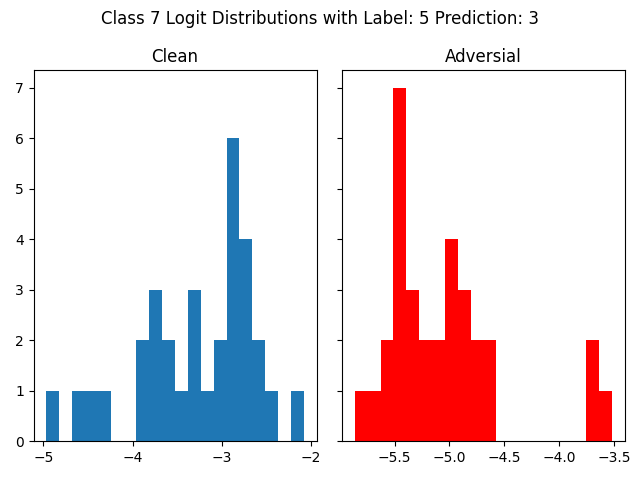 Class 7 Logit Distributions with Label: 5 Prediction: 3
Clean
Adversial
7
6
5
4
3
2
1
0
−5 −4 −3 −2
−5.5 −5.0 −4.5 −4.0 −3.5